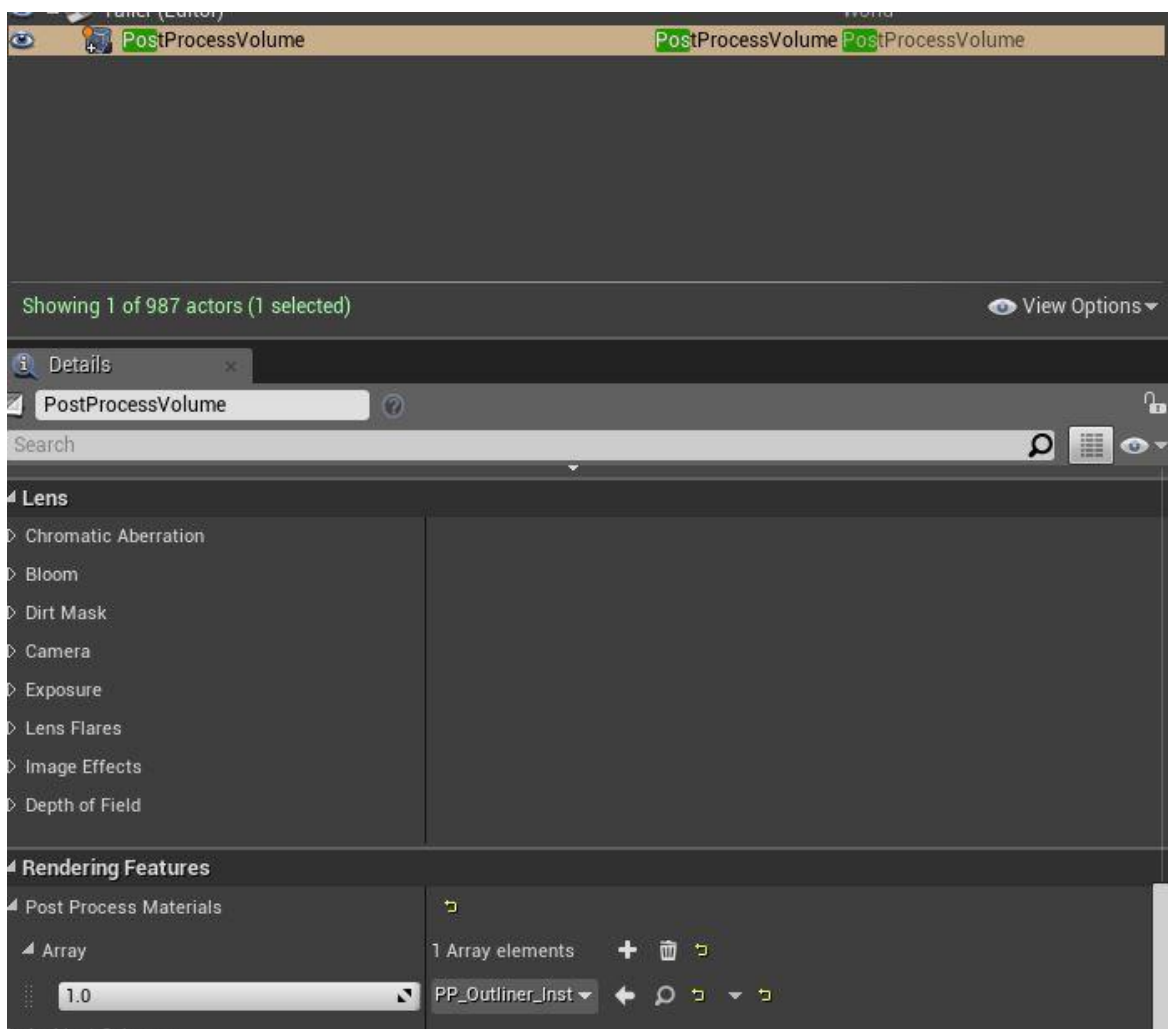 PostProcessVolume PostProcessVolume PostProcessVolume
Showing 1 of 987 actors (1 selected) View Options
Details
PostProcessVolume
Search
Lens
Chromatic Aberration
Bloom
Dirt Mask
Camera
Exposure
Lens Flares
Image Effects
Depth of Field
Rendering Features
Post Process Materials
Array 1 Array elements
1.0 PP_Outliner_Inst